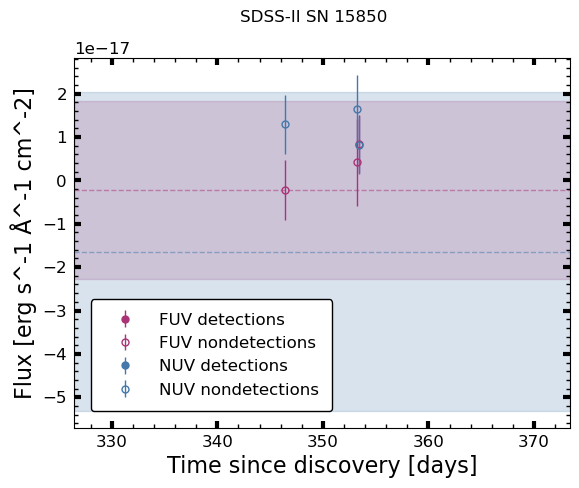 SDSS-II SN 15850
1e−17
2
1
0
−1
−2
−3
−4
−5
Flux [erg s^-1 Å^-1 cm^-2]
FUV detections
FUV nondetections
NUV detections
NUV nondetections
330 340 350 360 370
Time since discovery [days]